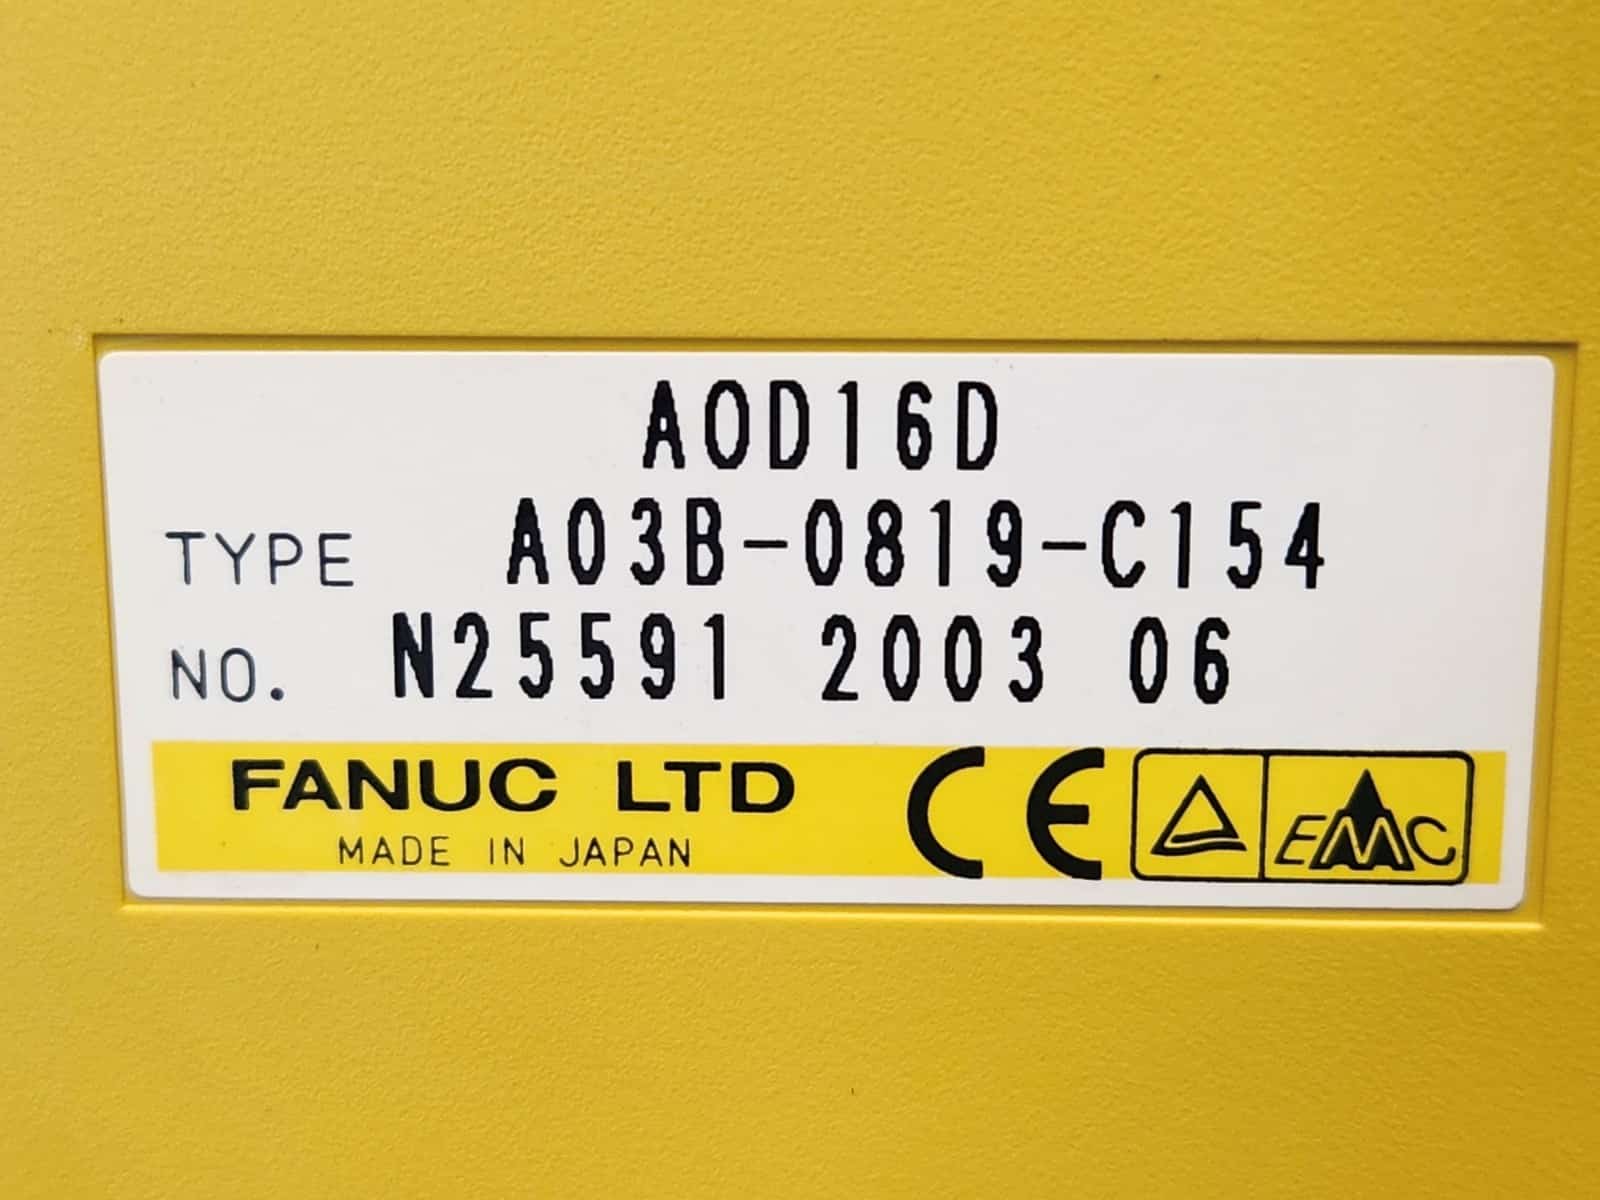 AOD16D
TYPE A03B-0819-C154
NO. N25591 2003 06
FANUC LTD CE
MADE IN JAPAN EMC